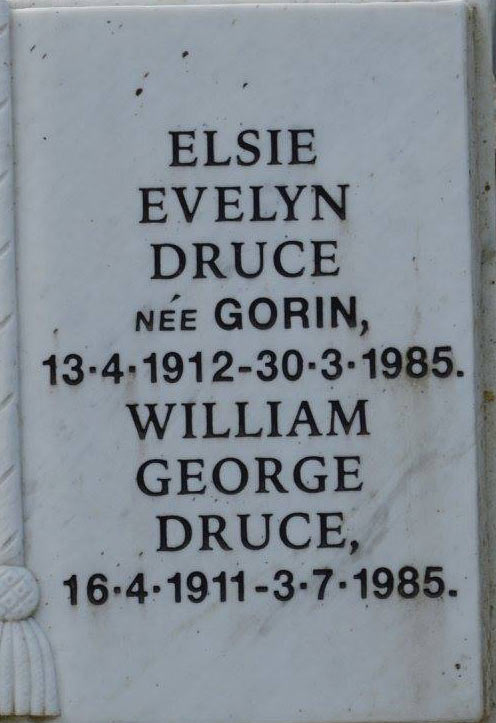 ELSIE
EVELYN
DRUCE
NÉE GORIN,
13·4·1912-30·3·1985.
WILLIAM
GEORGE
DRUCE,
16·4·1911-3·7·1985.